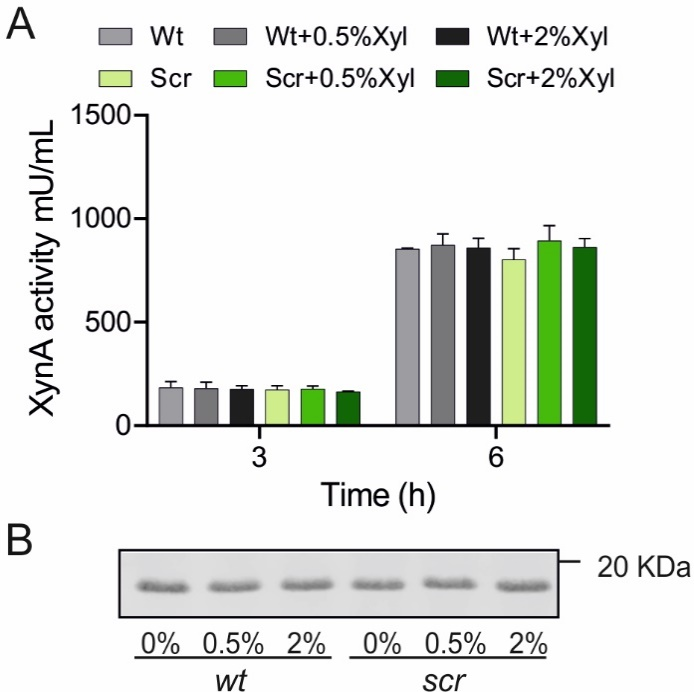 A
Wt Wt+0.5%Xyl Wt+2%Xyl
Scr Scr+0.5%Xyl Scr+2%Xyl
XynA activity mU/mL
1500
1000
500
0
3 6
Time (h)
B
20 KDa
0% 0.5% 2% 0% 0.5% 2%
wt scr